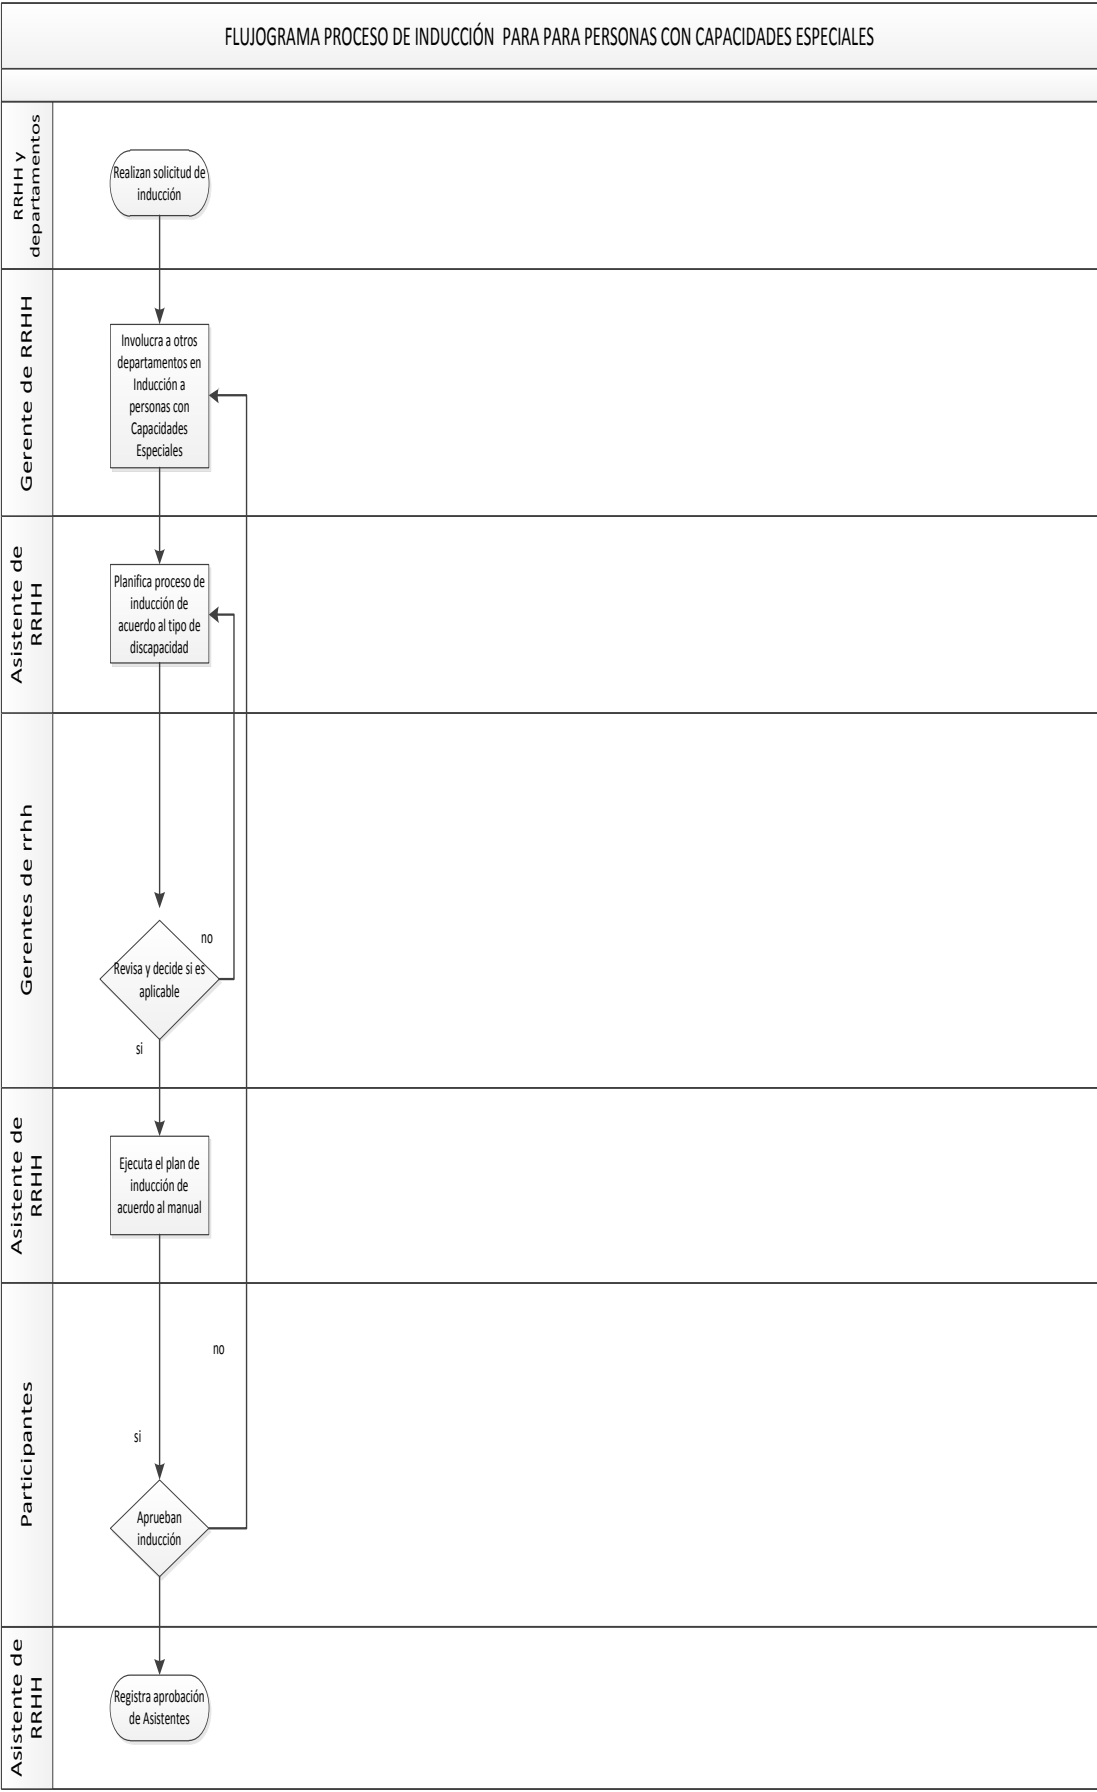 FLUJOGRAMA PROCESO DE INDUCCIÓN PARA PARA PERSONAS CON CAPACIDADES ESPECIALES
RRHH y
departamentos
Realizan solicitud de
inducción
Gerente de RRHH
Involucra a otros
departamentos en
Inducción a
personas con
Capacidades
Especiales
Asistente de
RRHH
Planifica proceso de
inducción de
acuerdo al tipo de
discapacidad
Gerentes de rrhh
no
Revisa y decide si es
aplicable
si
Asistente de
RRHH
Ejecuta el plan de
inducción de
acuerdo al manual
Participantes
no
si
Aprueban
inducción
Asistente de
RRHH
Registra aprobación
de Asistentes